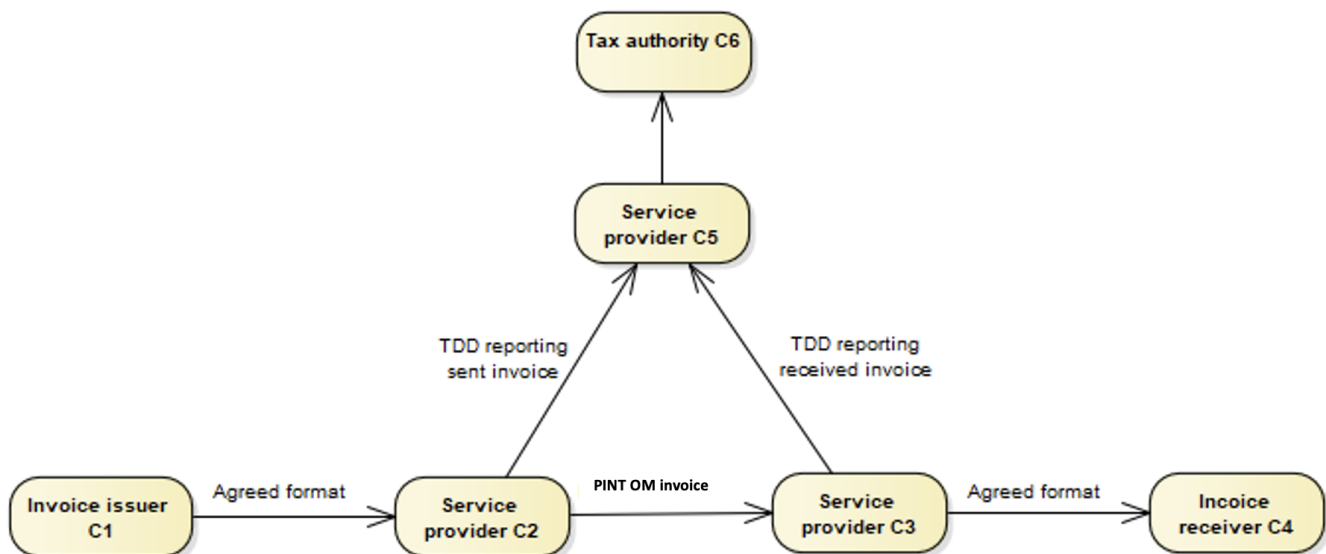 Tax authority C6
Service
provider C5
TDD reporting
sent invoice
TDD reporting
received invoice
Invoice issuer
C1
Agreed format
Service
provider C2
PINT OM invoice
Service
provider C3
Agreed format
Incoice
receiver C4